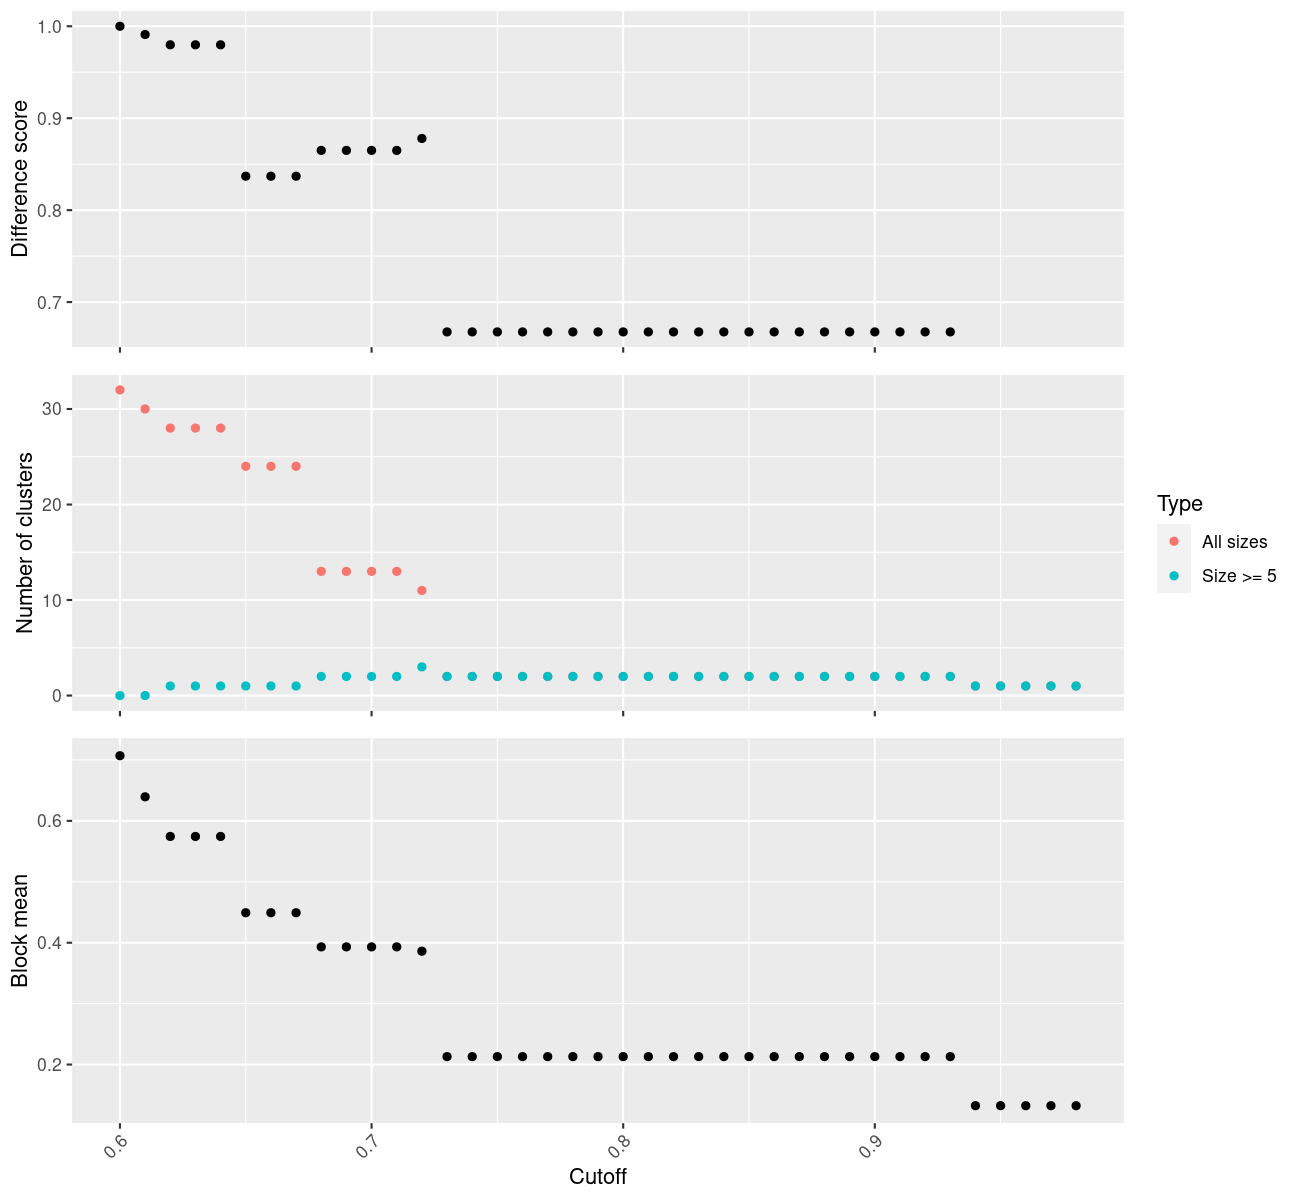 Difference score
1.0
0.9
0.8
0.7
Number of clusters
30
20
10
0
Type
All sizes
Size >= 5
Block mean
0.6
0.4
0.2
0.6
0.7
0.8
0.9
Cutoff